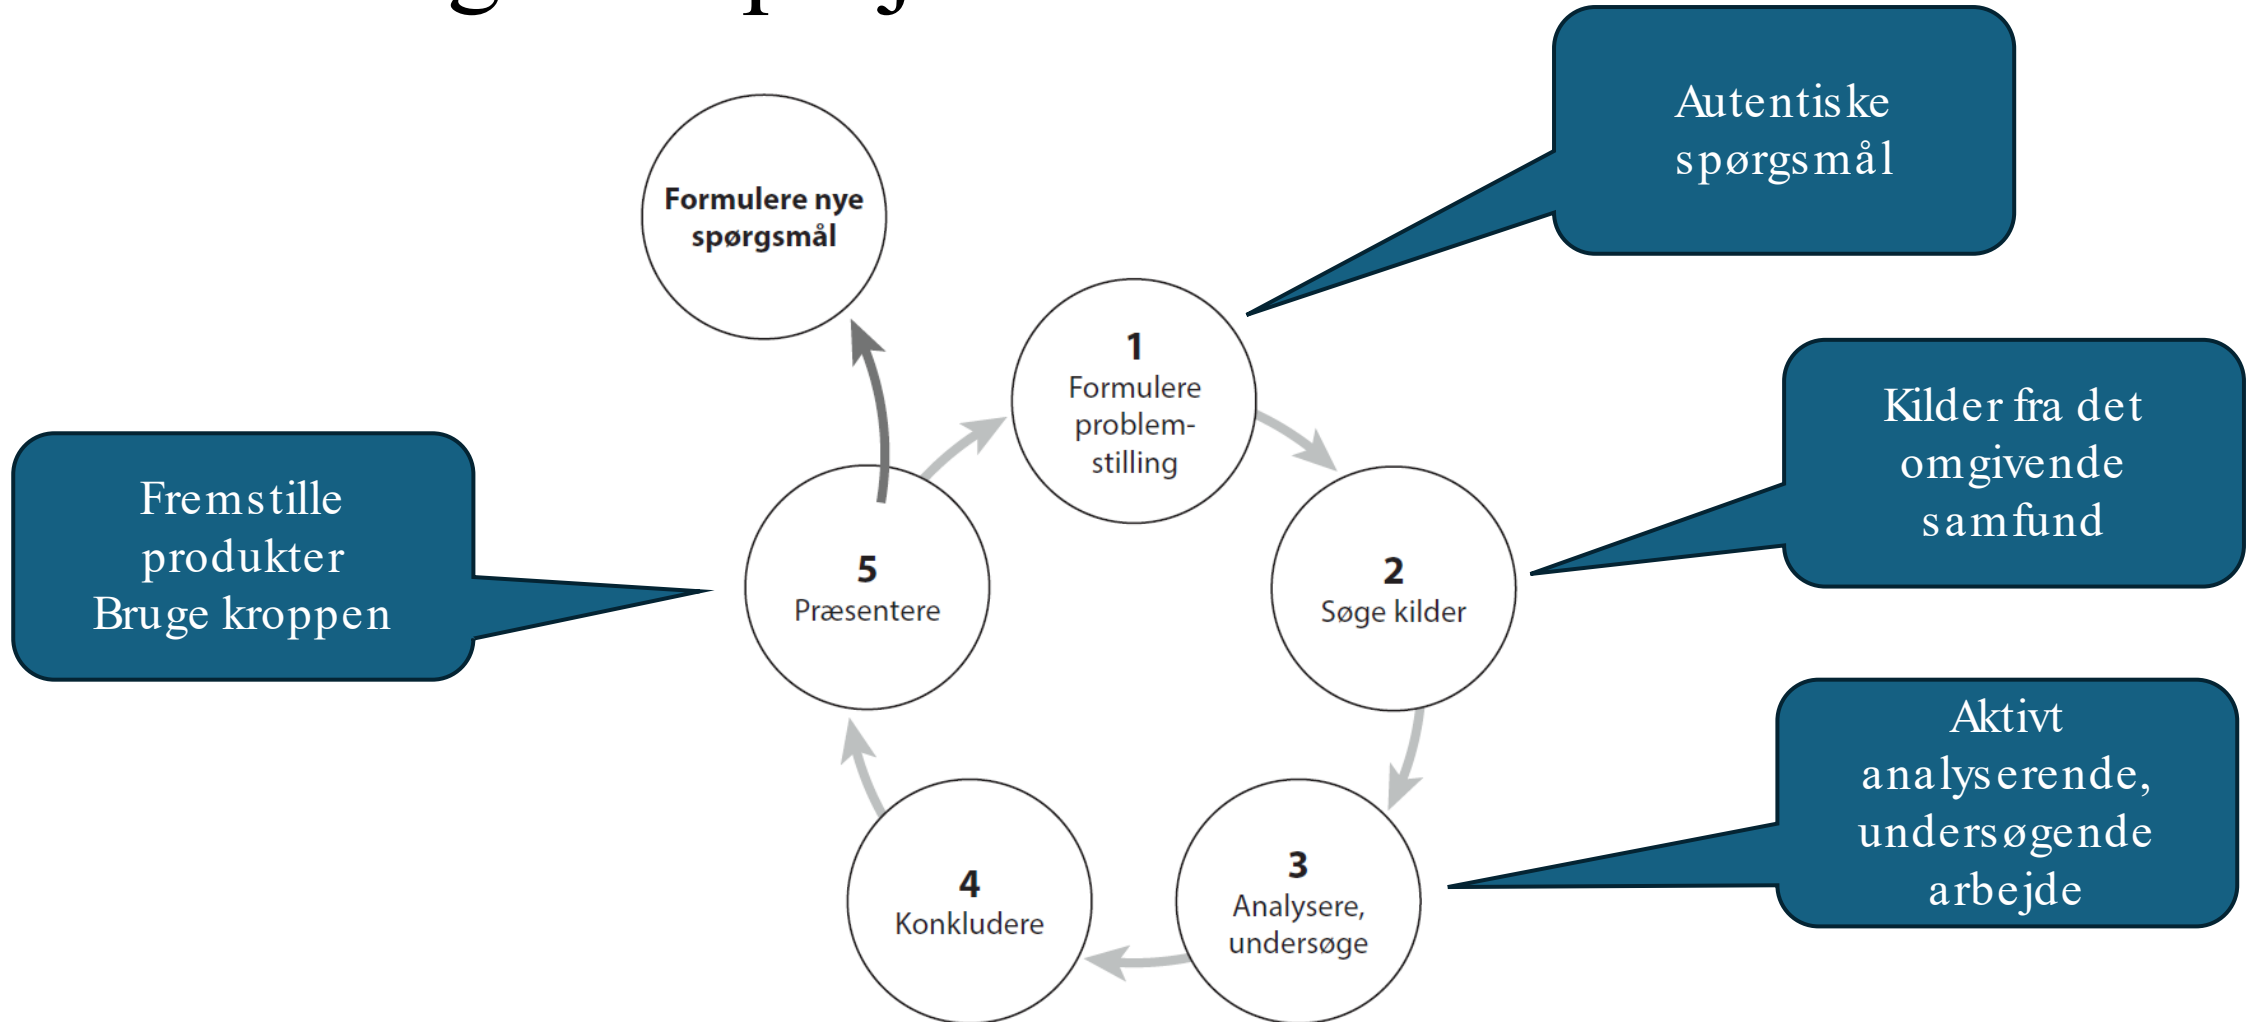 Autentiske
spørgsmål
Formulere nye
spørgsmål
1
Formulere
problem-
stilling
Kilder fra det
omgivende
samfund
Fremstille
produkter
Bruge kroppen
5
Præsentere
2
Søge kilder
Aktivt
analyserende,
undersøgende
arbejde
4
Konkludere
3
Analysere,
undersøge